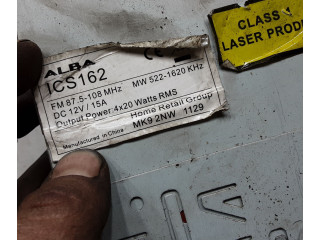 ALBA
ICS162
FM 87.5-108 MHz MW 522-1620 KHz
DC 12V / 15A
Output Power: 4x20 Watts RMS
Home Retail Group
Manufactured in China MK9 2NW 1129
CLASS
LASER PROD